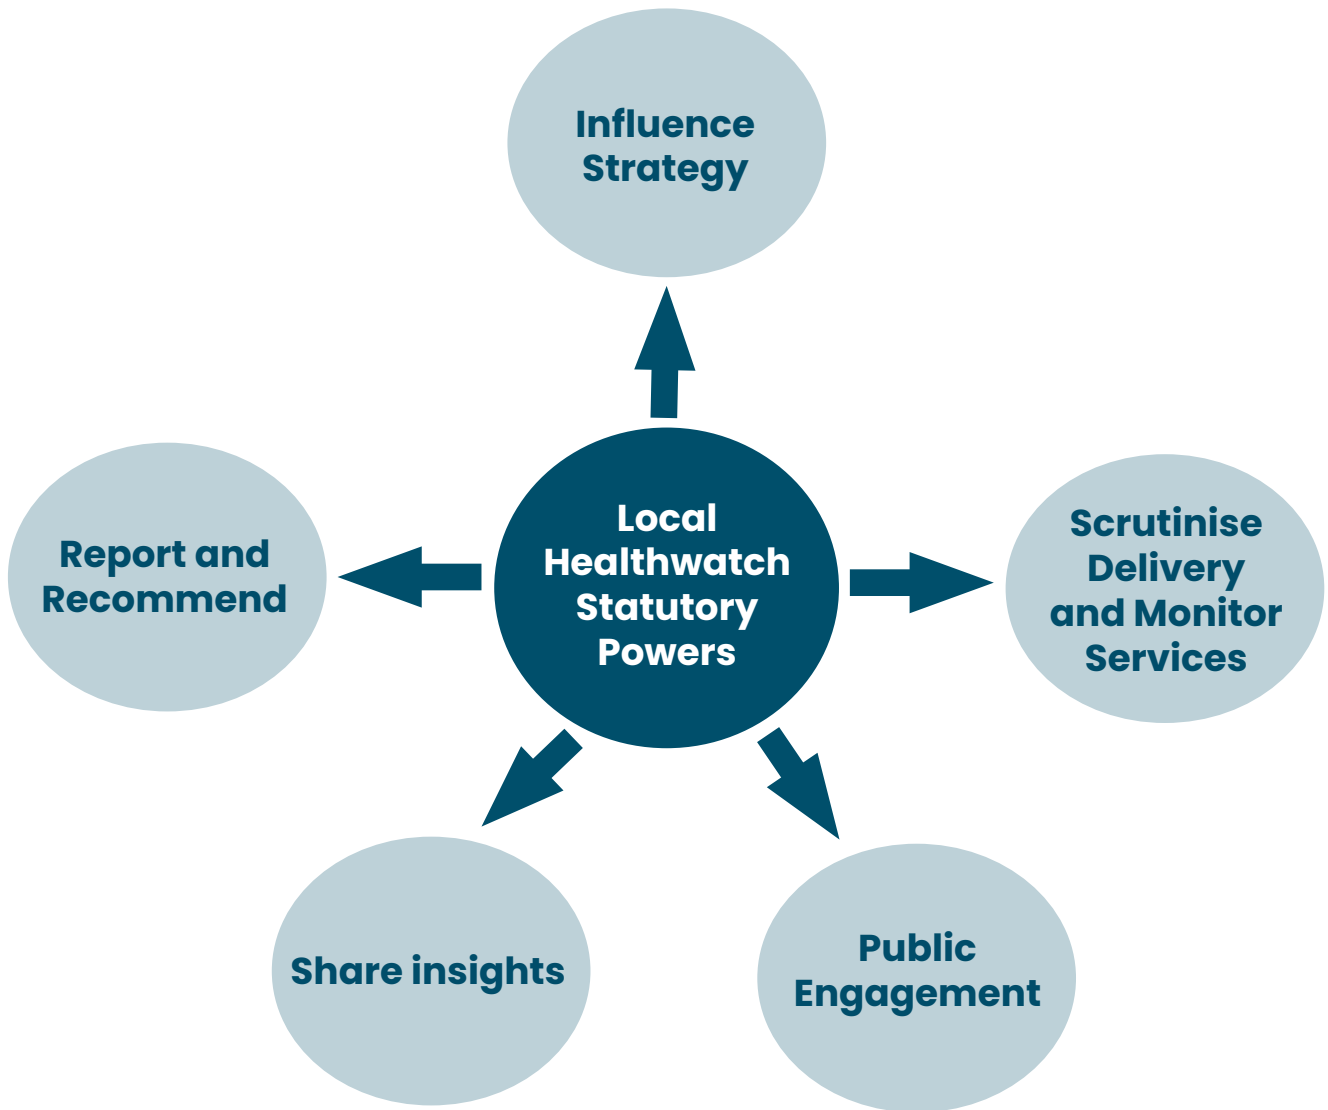 Influence
Strategy
Local
Healthwatch
Statutory
Powers
Scrutinise
Delivery
and Monitor
Services
Report and
Recommend
Share insights
Public
Engagement